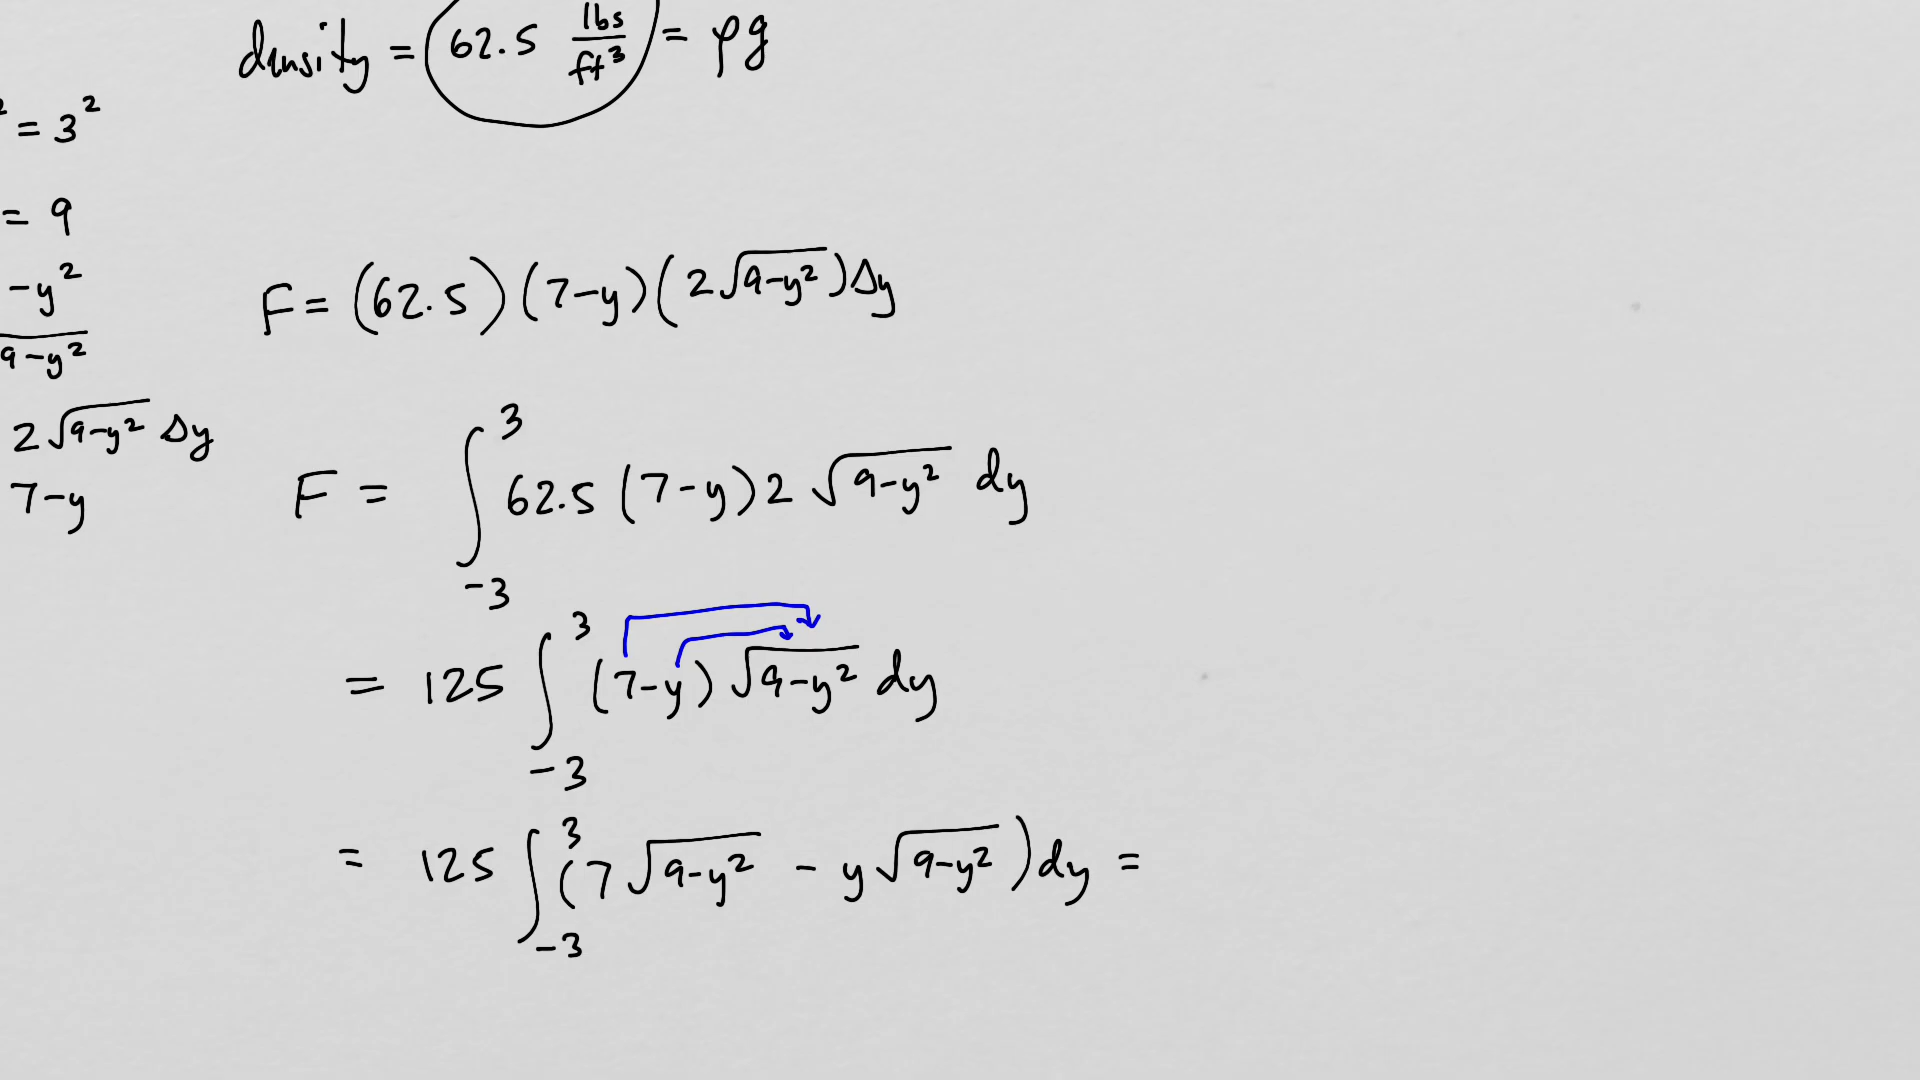 density = 62.5 lbs/ft³ = ρg
² = 3²
= 9
-y²
9-y²
2√(9-y²) Δy
7-y
F = (62.5)(7-y)(2√(9-y²))Δy
F = ∫₋₃³ 62.5 (7-y) 2 √(9-y²) dy
= 125 ∫₋₃³ (7-y) √(9-y²) dy
= 125 ∫₋₃³ (7√(9-y²) - y√(9-y²)) dy =